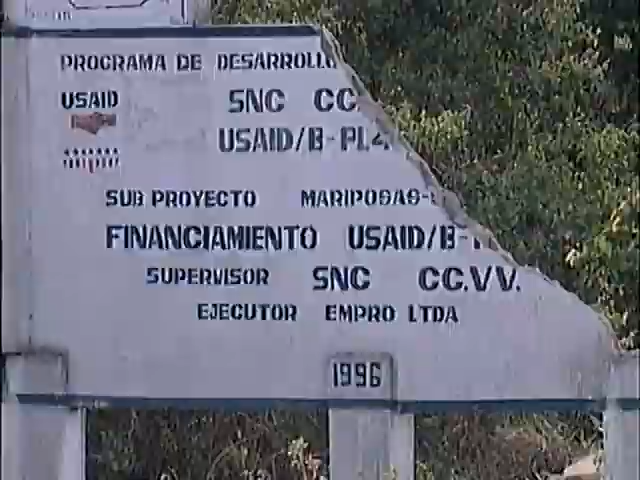 PROGRAMA DE DESARROLLO
USAID
SNC CC.
USAID/B-PL4
SUB PROYECTO MARIPOSAS-
FINANCIAMIENTO USAID/B-
SUPERVISOR SNC CC.VV.
EJECUTOR EMPRO LTDA
1996